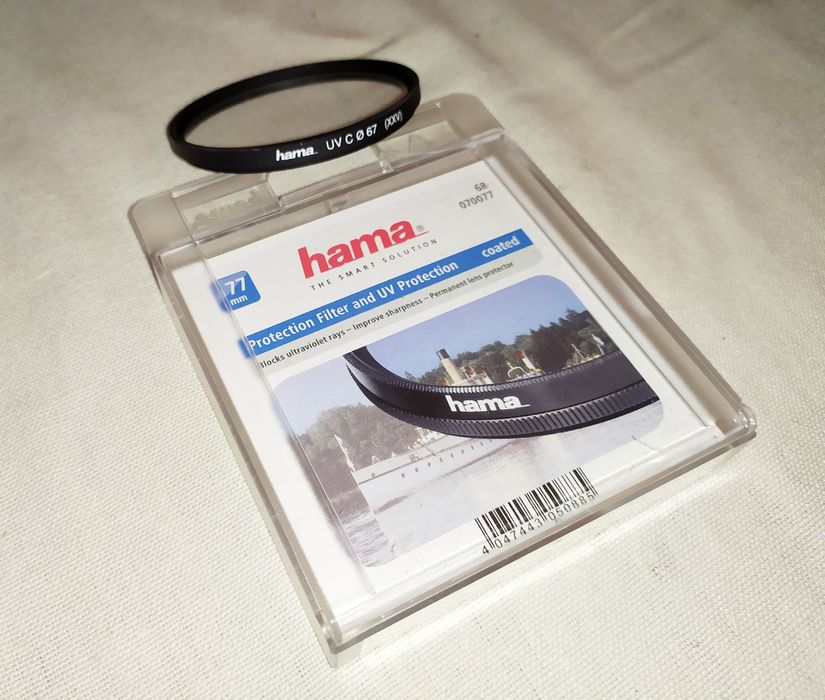 hama UV C Ø 67 (XXV)
68
070077
hama®
THE SMART SOLUTION
77
mm
Protection Filter and UV Protection coated
Blocks ultraviolet rays – Improve sharpness – Permanent lens protector
hama
4 047443 050885